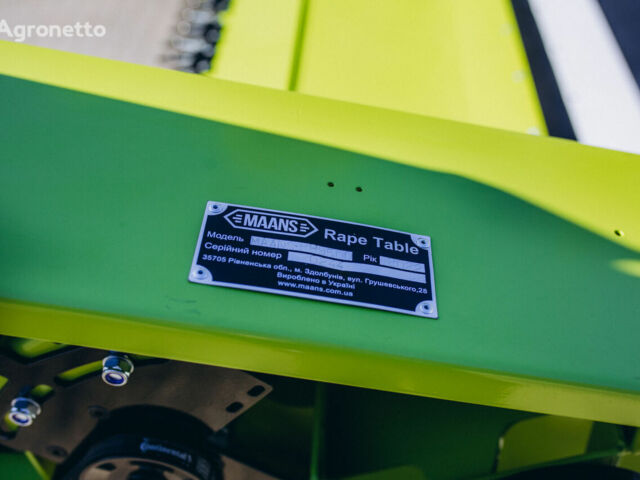 Agronetto
MAANS Rape Table
Модель Рік
Серійний номер
35705 Рівненська обл., м. Здолбунів, вул. Грушевського,28
Вироблено в Україні
www.maans.com.ua
Continental